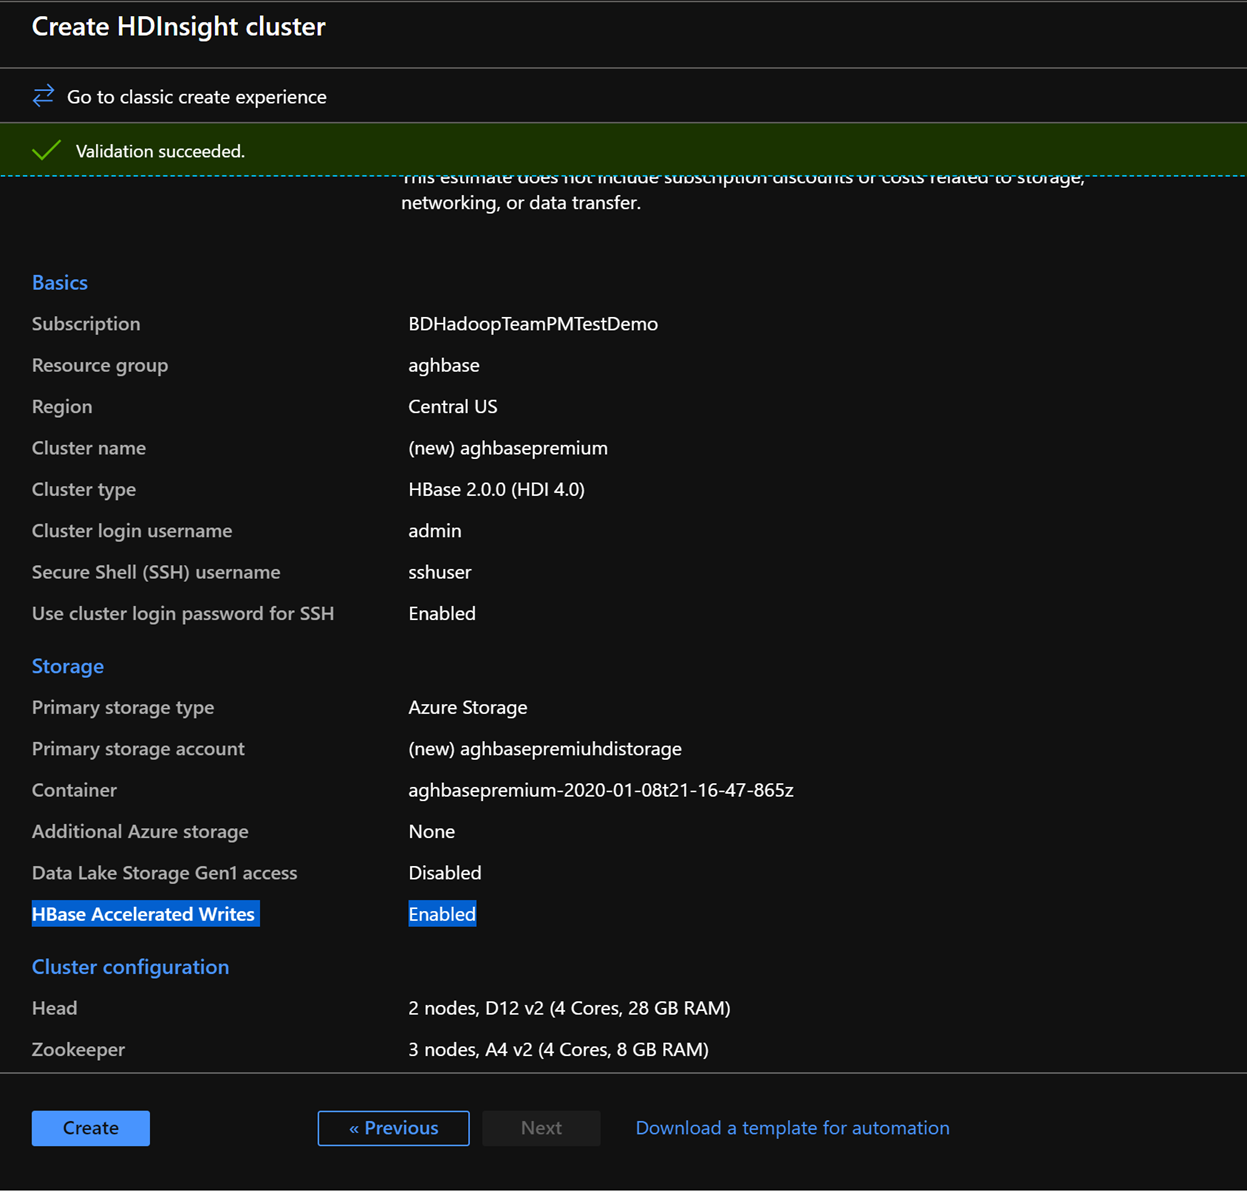 Create HDInsight cluster
Go to classic create experience
Validation succeeded.
This estimate does not include subscription discounts or costs related to storage,
networking, or data transfer.
Basics
Subscription BDHadoopTeamPMTestDemo
Resource group aghbase
Region Central US
Cluster name (new) aghbasepremium
Cluster type HBase 2.0.0 (HDI 4.0)
Cluster login username admin
Secure Shell (SSH) username sshuser
Use cluster login password for SSH Enabled
Storage
Primary storage type Azure Storage
Primary storage account (new) aghbasepremiuhdistorage
Container aghbasepremium-2020-01-08t21-16-47-865z
Additional Azure storage None
Data Lake Storage Gen1 access Disabled
HBase Accelerated Writes Enabled
Cluster configuration
Head 2 nodes, D12 v2 (4 Cores, 28 GB RAM)
Zookeeper 3 nodes, A4 v2 (4 Cores, 8 GB RAM)
Create « Previous Next Download a template for automation